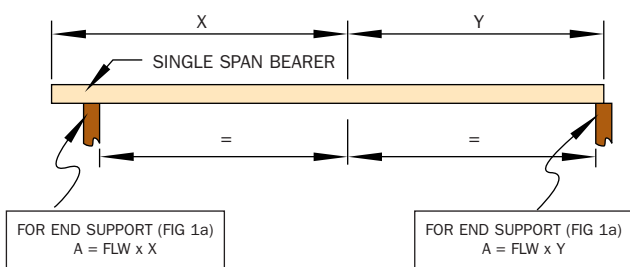 X
Y
SINGLE SPAN BEARER
=
=
FOR END SUPPORT (FIG 1a)
A = FLW x X
FOR END SUPPORT (FIG 1a)
A = FLW x Y